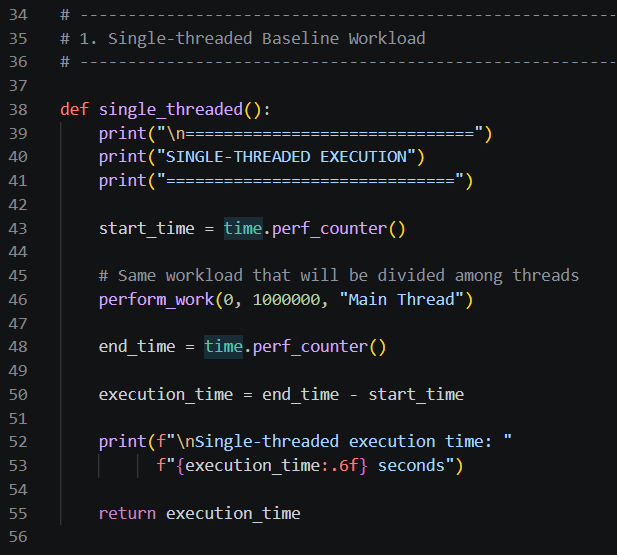 34 # --------------------------------------------------------
35 # 1. Single-threaded Baseline Workload
36 # --------------------------------------------------------
37
38 def single_threaded():
39     print("\n==============================")
40     print("SINGLE-THREADED EXECUTION")
41     print("==============================")
42
43     start_time = time.perf_counter()
44
45     # Same workload that will be divided among threads
46     perform_work(0, 1000000, "Main Thread")
47
48     end_time = time.perf_counter()
49
50     execution_time = end_time - start_time
51
52     print(f"\nSingle-threaded execution time: "
53           f"{execution_time:.6f} seconds")
54
55     return execution_time
56